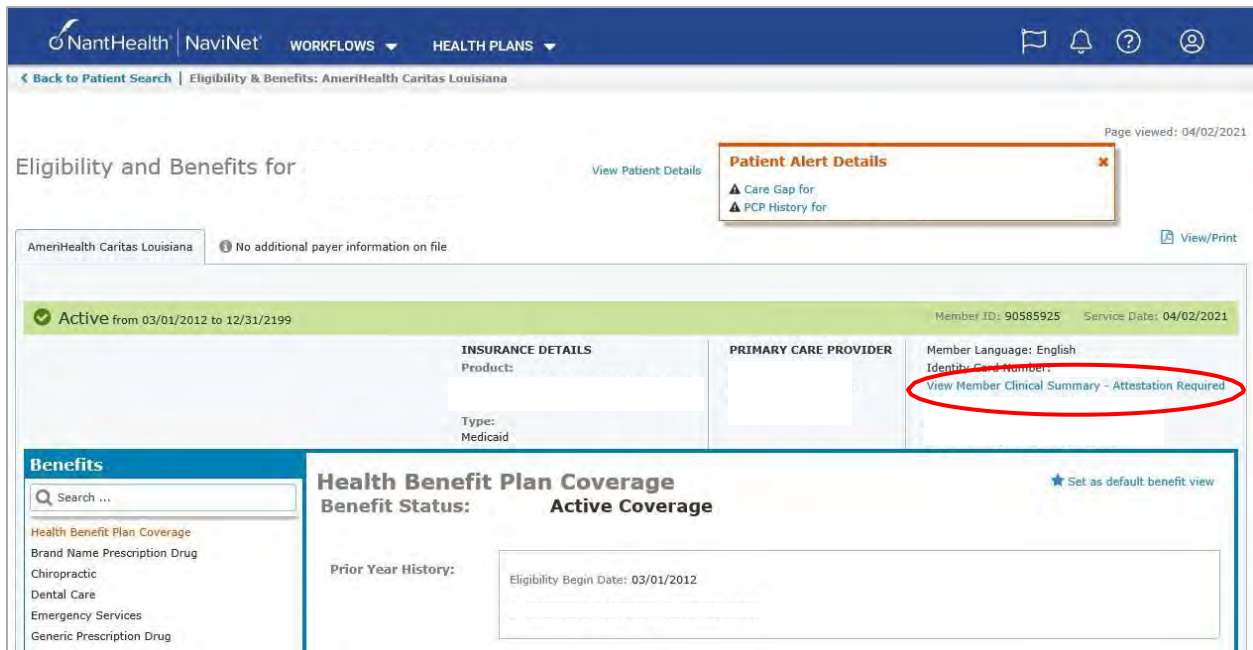 NantHealth® NaviNet® WORKFLOWS HEALTH PLANS
Back to Patient Search | Eligibility & Benefits: AmeriHealth Caritas Louisiana
Page viewed: 04/02/2021
Eligibility and Benefits for
View Patient Details
Patient Alert Details
Care Gap for
PCP History for
AmeriHealth Caritas Louisiana
No additional payer information on file
View/Print
Active from 03/01/2012 to 12/31/2199
Member ID: 90585925 Service Date: 04/02/2021
INSURANCE DETAILS
Product:
Type:
Medicaid
PRIMARY CARE PROVIDER
Member Language: English
Identity Card Number:
View Member Clinical Summary - Attestation Required
Benefits
Search ...
Health Benefit Plan Coverage
Brand Name Prescription Drug
Chiropractic
Dental Care
Emergency Services
Generic Prescription Drug
Health Benefit Plan Coverage
Set as default benefit view
Benefit Status: Active Coverage
Prior Year History:
Eligibility Begin Date: 03/01/2012